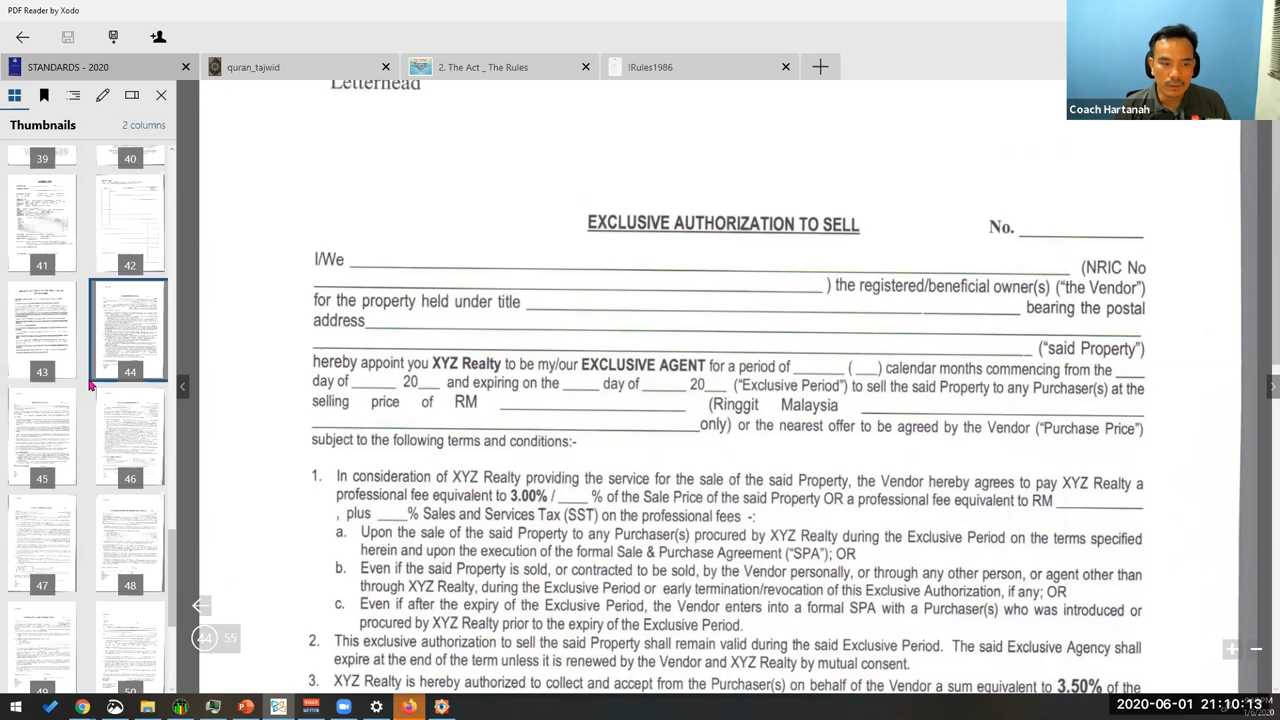 PDF Reader by Xodo
STANDARDS - 2020
quran_tajwid
2. The Act _ The Rules
!Rules1986
Coach Hartanah
Thumbnails
2 columns
Letterhead
39
40
41
42
43
44
45
46
47
48
49
50
EXCLUSIVE AUTHORIZATION TO SELL
No.
I/We (NRIC No
) the registered/beneficial owner(s) ("the Vendor")
for the property held under title bearing the postal
address
("said Property")
hereby appoint you XYZ Realty to be my/our EXCLUSIVE AGENT for a period of ______ ( ___) calendar months commencing from the ____
day of _____ 20___ and expiring on the _____ day of ______ 20___ ("Exclusive Period") to sell the said Property to any Purchaser(s) at the
selling price of RM (Ringgit Malaysia
only) or the nearest offer to be agreed by the Vendor ("Purchase Price")
subject to the following terms and conditions:-
1. In consideration of XYZ Realty providing the service for the sale of the said Property, the Vendor hereby agrees to pay XYZ Realty a
professional fee equivalent to 3.00% /____ % of the Sale Price of the said Property OR a professional fee equivalent to RM
, plus ____ % Sales and Services Tax (SST) on the professional fees :-
a. Upon the sale of the said Property to any Purchaser(s) procured by XYZ Realty during the Exclusive Period on the terms specified
herein and upon the execution of the formal Sale & Purchase Agreement ("SPA"); OR
b. Even if the said Property is sold, or contracted to be sold, by the Vendor personally, or through any other person, or agent other than
through XYZ Realty, during the Exclusive Period or early termination/revocation of this Exclusive Authorization, if any; OR
c. Even if after the expiry of the Exclusive Period, the Vendor enters into a formal SPA with a Purchaser(s) who was introduced or
procured by XYZ Realty prior to the expiry of the Exclusive Period.
2. This exclusive authorization to sell the said Property shall remain valid during the said Exclusive Period. The said Exclusive Agency shall
expire at the end of the term unless renewed by the Vendor and XYZ Realty by mutual consent.
3. XYZ Realty is hereby authorized to collect and accept from the Purchaser(s) on behalf of the Vendor a sum equivalent to 3.50% of the
44 55
2020-06-01 21:10:13
1/6/2020